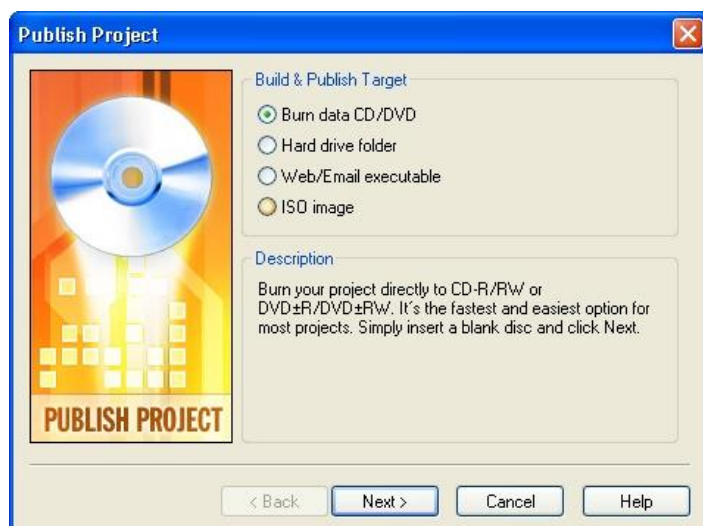 Publish Project
Build & Publish Target
Burn data CD/DVD
Hard drive folder
Web/Email executable
ISO image
Description
Burn your project directly to CD-R/RW or
DVD±R/DVD±RW. It´s the fastest and easiest option for
most projects. Simply insert a blank disc and click Next.
PUBLISH PROJECT
< Back
Next >
Cancel
Help